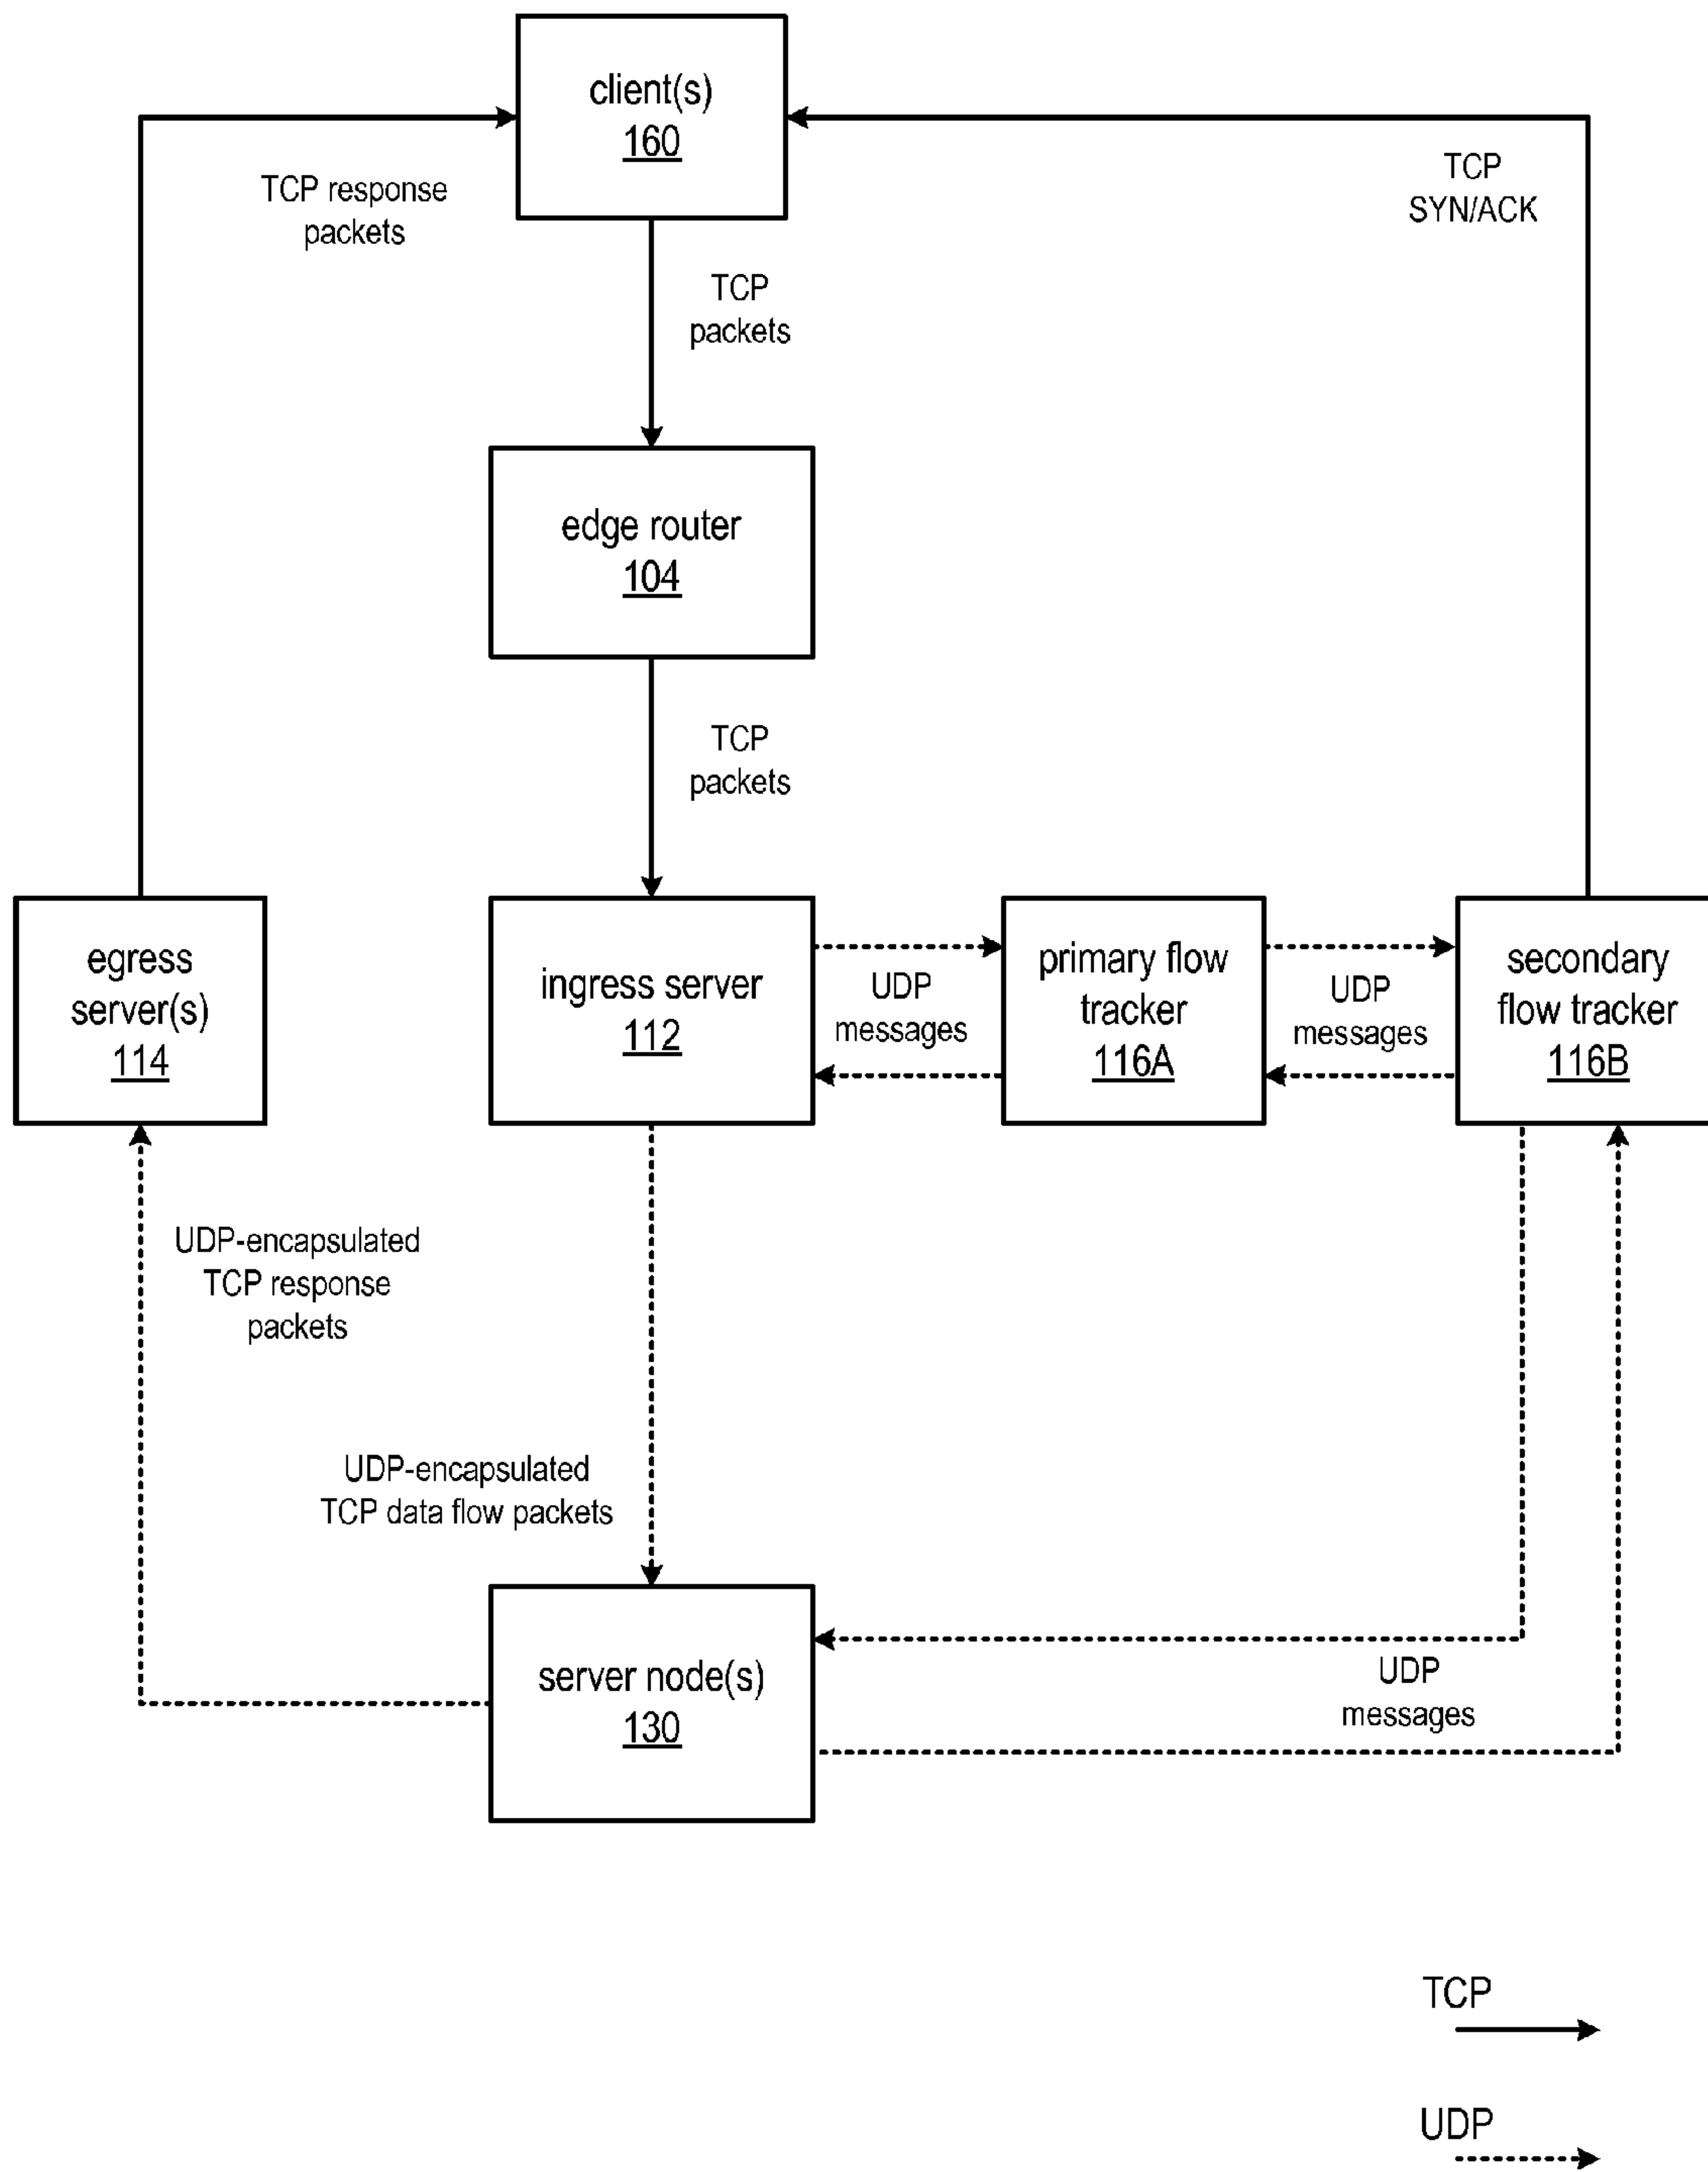 client(s)
160
TCP response
packets
TCP
SYN/ACK
TCP
packets
edge router
104
TCP
packets
egress
server(s)
114
ingress server
112
UDP
messages
primary flow
tracker
116A
UDP
messages
secondary
flow tracker
116B
UDP-encapsulated
TCP response
packets
UDP-encapsulated
TCP data flow packets
server node(s)
130
UDP
messages
TCP
UDP